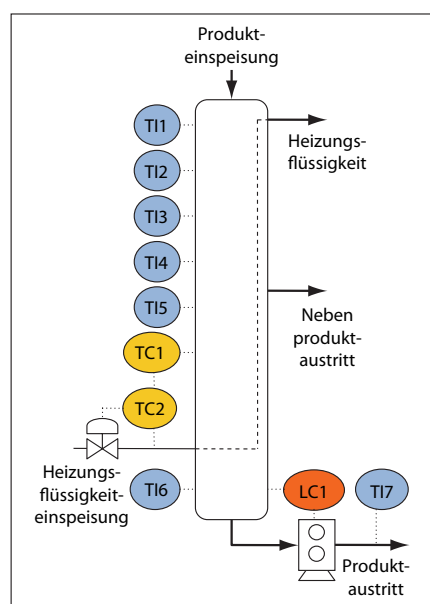 Produkt-
einspeisung
TI1
Heizungs-
flüssigkeit
TI2
TI3
TI4
TI5
Neben
produkt-
austritt
TC1
TC2
Heizungs-
flüssigkeit-
einspeisung
TI6
LC1
TI7
Produkt-
austritt